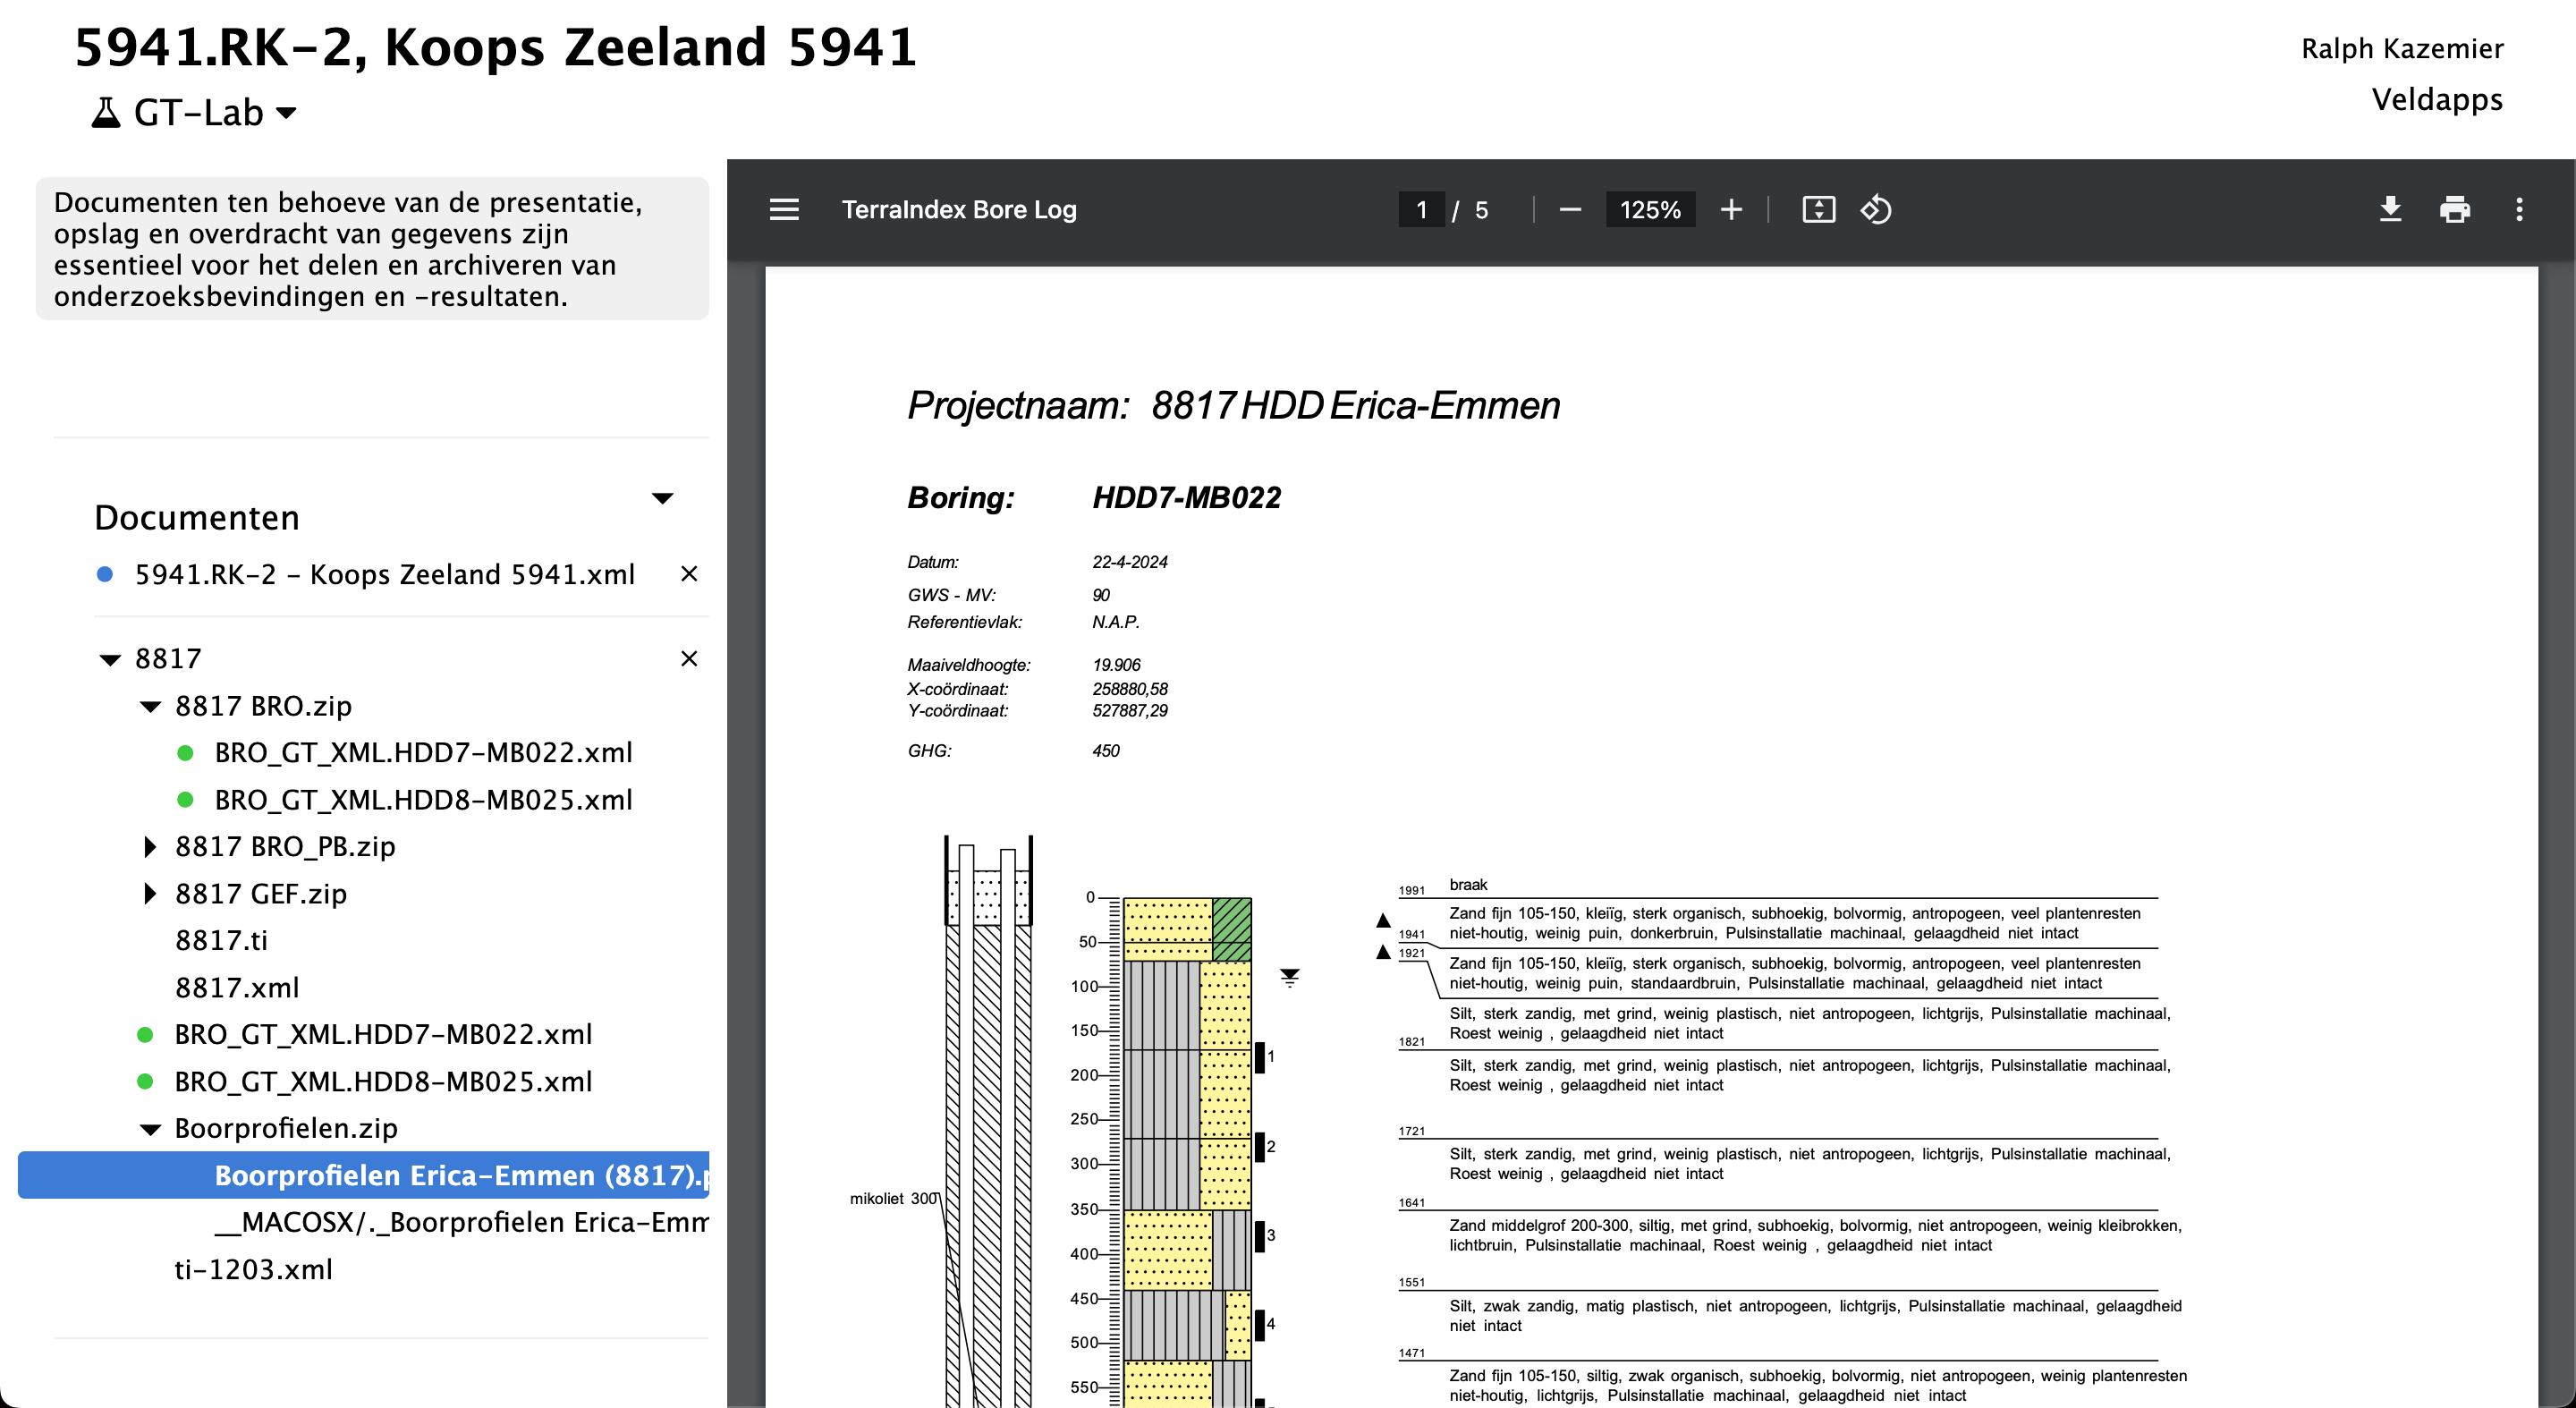 5941.RK-2, Koops Zeeland 5941
GT-Lab
Ralph Kazemier
Veldapps
Documenten ten behoeve van de presentatie,
opslag en overdracht van gegevens zijn
essentieel voor het delen en archiveren van
onderzoeksbevindingen en -resultaten.
Documenten
5941.RK-2 - Koops Zeeland 5941.xml
8817
8817 BRO.zip
BRO_GT_XML.HDD7-MB022.xml
BRO_GT_XML.HDD8-MB025.xml
8817 BRO_PB.zip
8817 GEF.zip
8817.ti
8817.xml
BRO_GT_XML.HDD7-MB022.xml
BRO_GT_XML.HDD8-MB025.xml
Boorprofielen.zip
Boorprofielen Erica-Emmen (8817).p
__MACOSX/._Boorprofielen Erica-Emm
ti-1203.xml
TerraIndex Bore Log
1 / 5
125%
Projectnaam: 8817 HDD Erica-Emmen
Boring: HDD7-MB022
Datum: 22-4-2024
GWS - MV: 90
Referentievlak: N.A.P.
Maaiveldhoogte: 19.906
X-coördinaat: 258880,58
Y-coördinaat: 527887,29
GHG: 450
mikoliet 300
0
50
100
150
200
250
300
350
400
450
500
550
1
2
3
4
1991 braak
Zand fijn 105-150, kleiïg, sterk organisch, subhoekig, bolvormig, antropogeen, veel plantenresten
niet-houtig, weinig puin, donkerbruin, Pulsinstallatie machinaal, gelaagdheid niet intact
1941
1921
Zand fijn 105-150, kleiïg, sterk organisch, subhoekig, bolvormig, antropogeen, veel plantenresten
niet-houtig, weinig puin, standaardbruin, Pulsinstallatie machinaal, gelaagdheid niet intact
Silt, sterk zandig, met grind, weinig plastisch, niet antropogeen, lichtgrijs, Pulsinstallatie machinaal,
Roest weinig , gelaagdheid niet intact
1821
Silt, sterk zandig, met grind, weinig plastisch, niet antropogeen, lichtgrijs, Pulsinstallatie machinaal,
Roest weinig , gelaagdheid niet intact
1721
Silt, sterk zandig, met grind, weinig plastisch, niet antropogeen, lichtgrijs, Pulsinstallatie machinaal,
Roest weinig , gelaagdheid niet intact
1641
Zand middelgrof 200-300, siltig, met grind, subhoekig, bolvormig, niet antropogeen, weinig kleibrokken,
lichtbruin, Pulsinstallatie machinaal, Roest weinig , gelaagdheid niet intact
1551
Silt, zwak zandig, matig plastisch, niet antropogeen, lichtgrijs, Pulsinstallatie machinaal, gelaagdheid
niet intact
1471
Zand fijn 105-150, siltig, zwak organisch, subhoekig, bolvormig, niet antropogeen, weinig plantenresten
niet-houtig, lichtgrijs, Pulsinstallatie machinaal, gelaagdheid niet intact